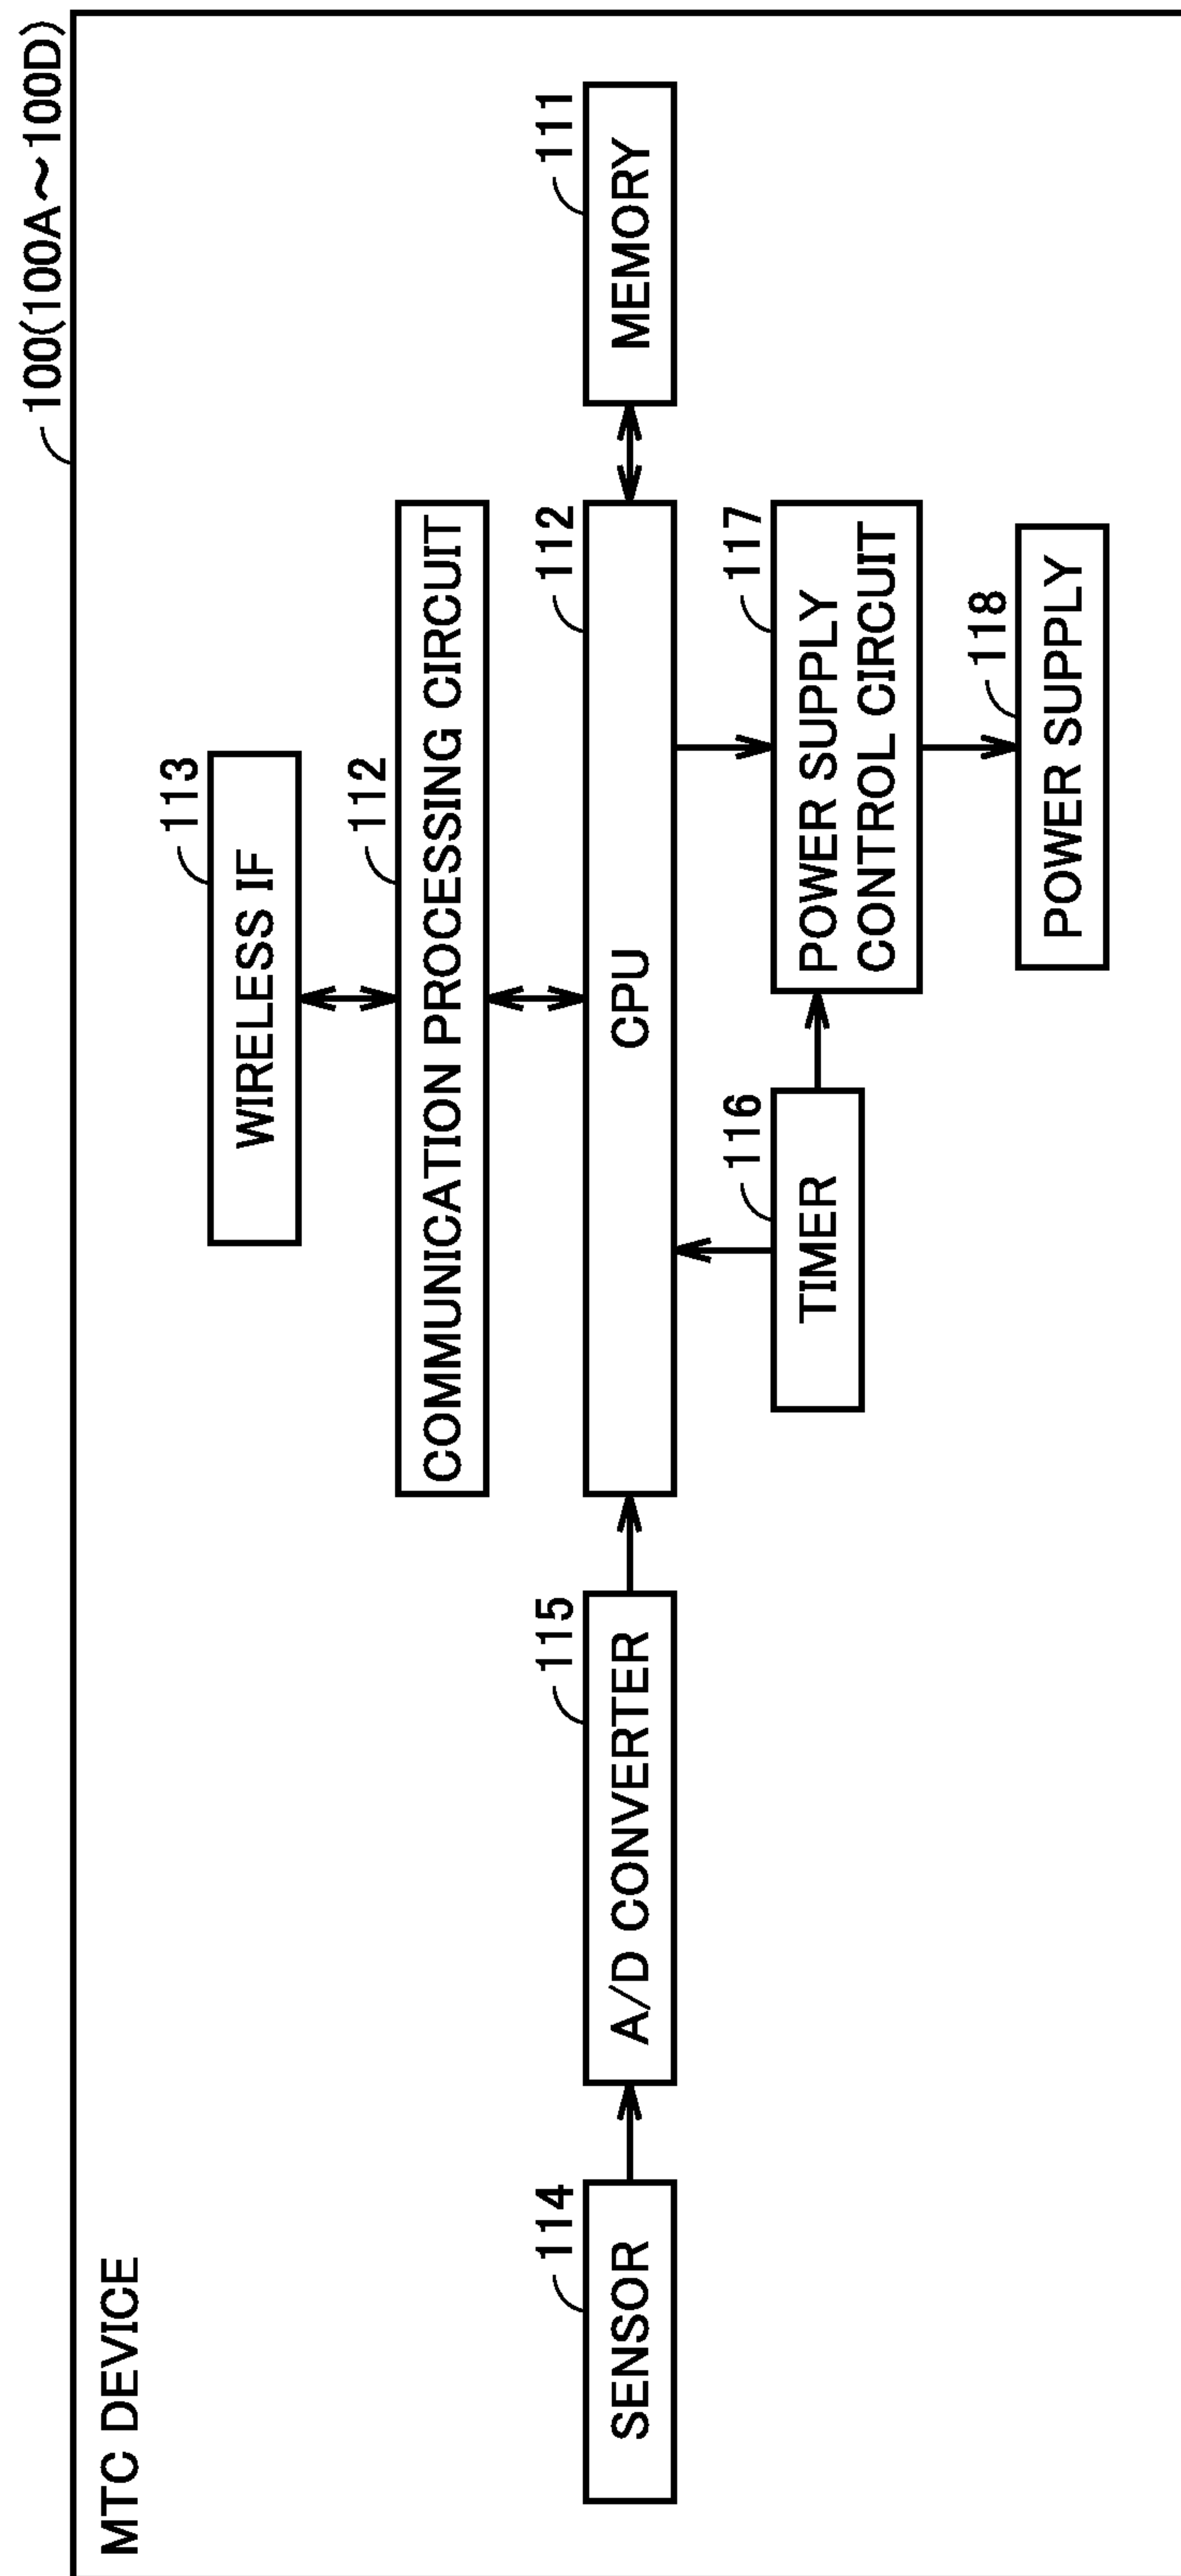 100(100A～100D)
MTC DEVICE
113
WIRELESS IF
112
COMMUNICATION PROCESSING CIRCUIT
114
SENSOR
115
A/D CONVERTER
112
CPU
111
MEMORY
116
TIMER
117
POWER SUPPLY
CONTROL CIRCUIT
118
POWER SUPPLY